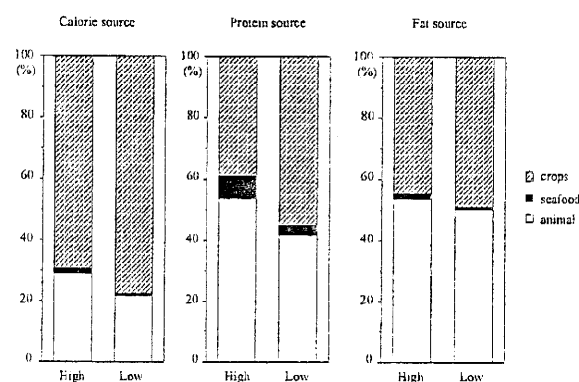 Calorie source
100
(%)
80
60
40
20
0
High Low
Protein source
100
(%)
80
60
40
20
0
High Low
Fat source
100
(%)
80
60
40
20
0
High Low
crops
seafood
animal